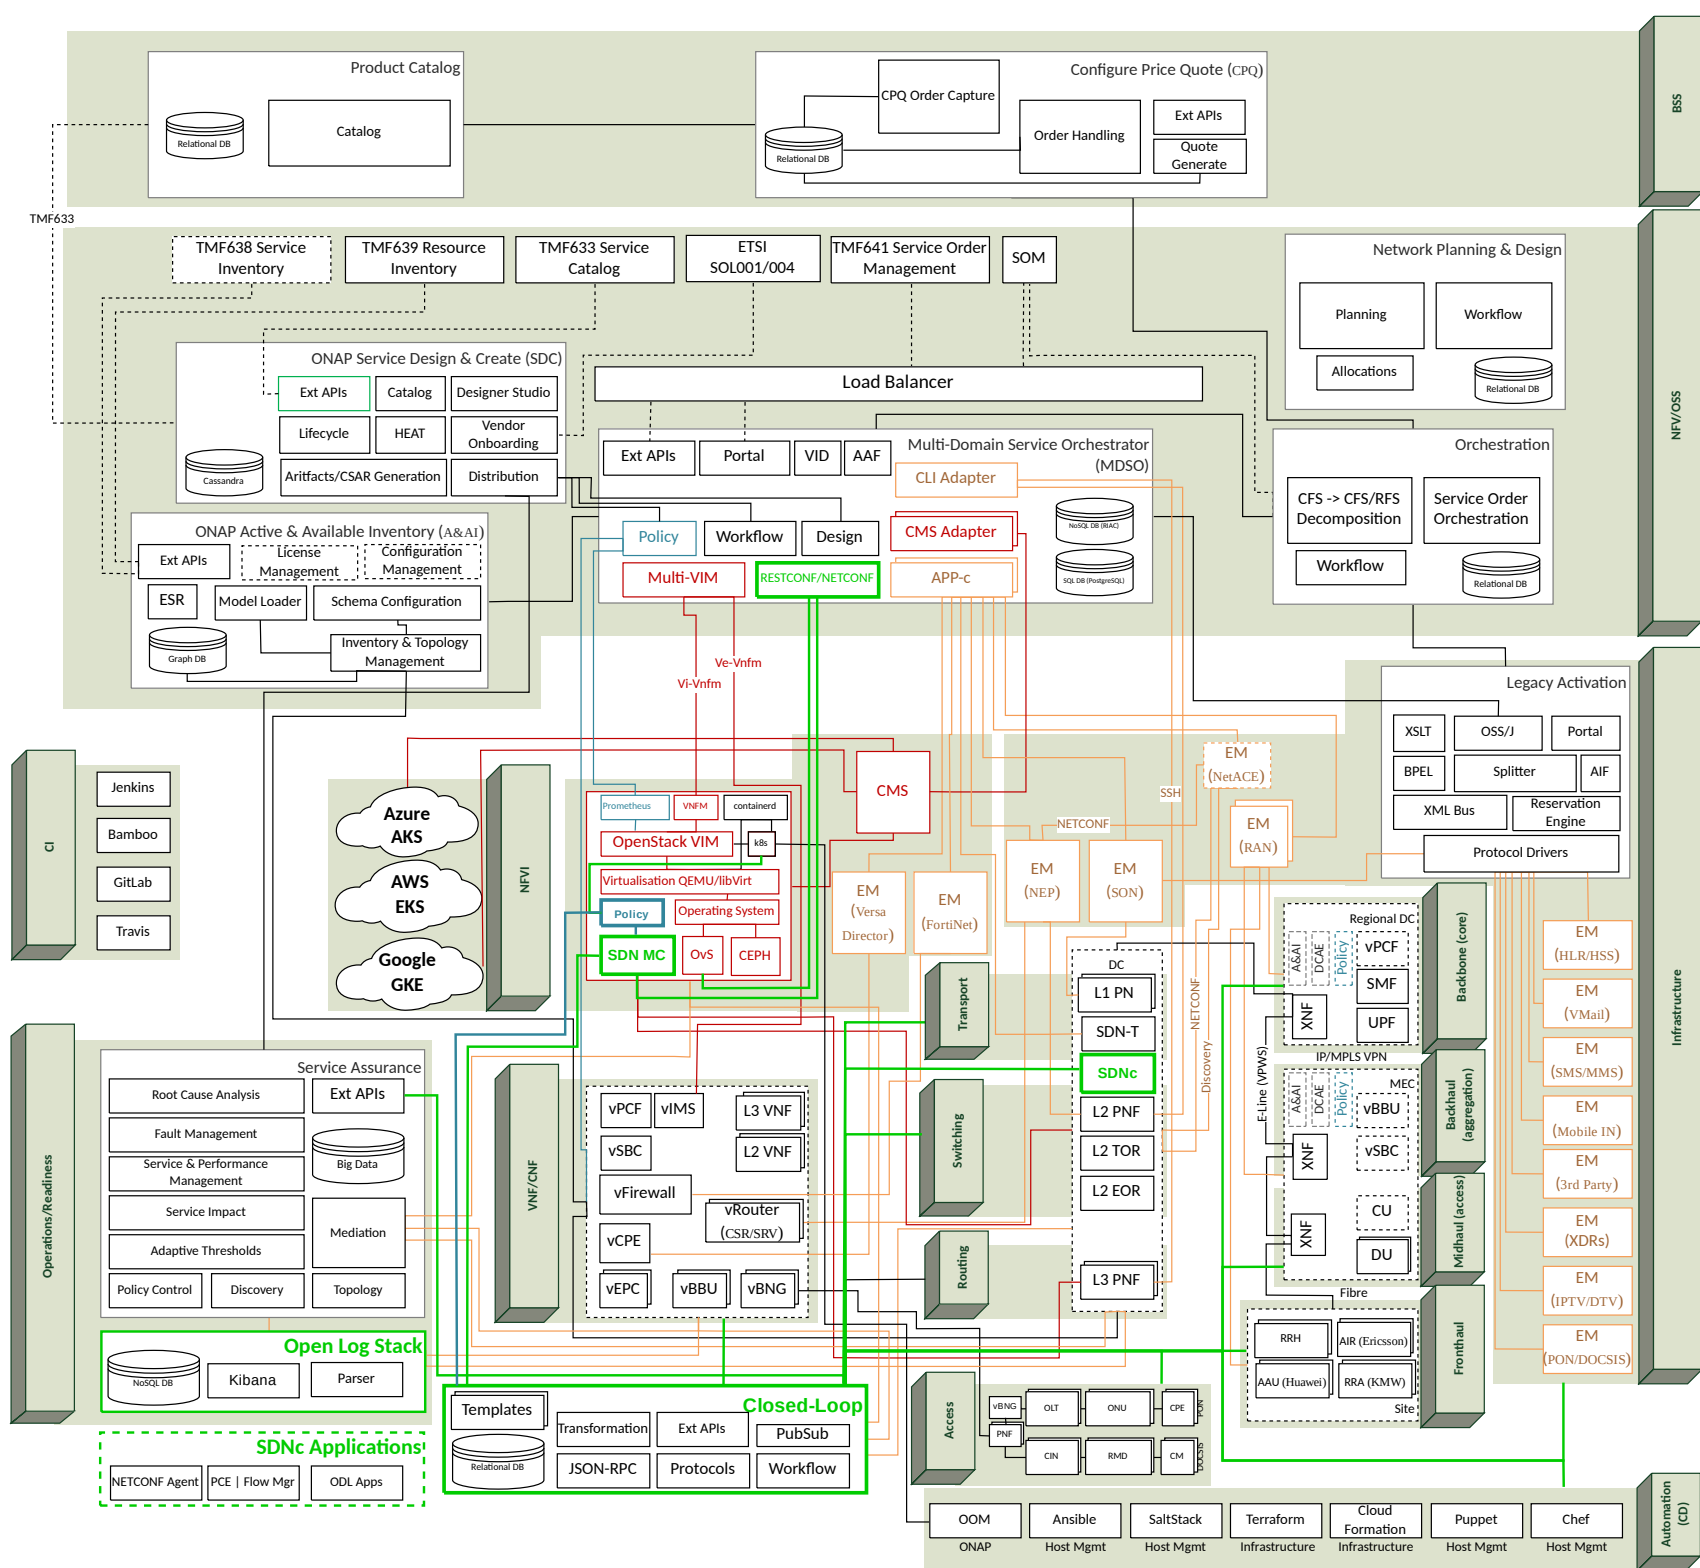 Product Catalog
Relational DB
Catalog
Configure Price Quote (CPQ)
CPQ Order Capture
Relational DB
Order Handling
Ext APIs
Quote
Generate
BSS
TMF633
TMF638 Service
Inventory
TMF639 Resource
Inventory
TMF633 Service
Catalog
ETSI
SOL001/004
TMF641 Service Order
Management
SOM
Network Planning & Design
Planning
Workflow
Allocations
Relational DB
NFV/OSS
ONAP Service Design & Create (SDC)
Ext APIs
Catalog
Designer Studio
Lifecycle
HEAT
Vendor
Onboarding
Cassandra
Aritfacts/CSAR Generation
Distribution
Load Balancer
Multi-Domain Service Orchestrator
(MDSO)
Ext APIs
Portal
VID
AAF
CLI Adapter
Policy
Workflow
Design
CMS Adapter
NoSQL DB (RIAC)
Multi-VIM
RESTCONF/NETCONF
APP-c
SQL DB (PostgreSQL)
Orchestration
CFS -> CFS/RFS
Decomposition
Service Order
Orchestration
Workflow
Relational DB
ONAP Active & Available Inventory (A&AI)
Ext APIs
License
Management
Configuration
Management
ESR
Model Loader
Schema Configuration
Graph DB
Inventory & Topology
Management
Ve-Vnfm
Vi-Vnfm
Legacy Activation
XSLT
OSS/J
Portal
BPEL
Splitter
AIF
XML Bus
Reservation
Engine
Protocol Drivers
Infrastructure
CI
Jenkins
Bamboo
GitLab
Travis
Azure
AKS
AWS
EKS
Google
GKE
NFVI
Prometheus
VNFM
containerd
OpenStack VIM
k8s
Virtualisation QEMU/libVirt
Policy
Operating System
SDN MC
OvS
CEPH
CMS
EM
(Versa
Director)
EM
(FortiNet)
EM
(NEP)
EM
(SON)
EM
(NetACE)
EM
(RAN)
NETCONF
SSH
NETCONF
Discovery
Transport
Switching
Routing
DC
L1 PN
SDN-T
SDNc
L2 PNF
L2 TOR
L2 EOR
L3 PNF
Regional DC
A&AI
DCAE
Policy
vPCF
SMF
UPF
XNF
Backbone (core)
IP/MPLS VPN
E-Line (VPWS)
MEC
A&AI
DCAE
Policy
vBBU
vSBC
XNF
CU
DU
XNF
Backhaul
(aggregation)
Midhaul (access)
Fibre
RRH
AIR (Ericsson)
AAU (Huawei)
RRA (KMW)
Site
Fronthaul
EM
(HLR/HSS)
EM
(VMail)
EM
(SMS/MMS)
EM
(Mobile IN)
EM
(3rd Party)
EM
(XDRs)
EM
(IPTV/DTV)
EM
(PON/DOCSIS)
Operations/Readiness
Service Assurance
Root Cause Analysis
Ext APIs
Fault Management
Big Data
Service & Performance
Management
Service Impact
Mediation
Adaptive Thresholds
Policy Control
Discovery
Topology
Open Log Stack
NoSQL DB
Kibana
Parser
SDNc Applications
NETCONF Agent
PCE | Flow Mgr
ODL Apps
VNF/CNF
vPCF
vIMS
L3 VNF
vSBC
L2 VNF
vFirewall
vRouter
(CSR/SRV)
vCPE
vEPC
vBBU
vBNG
Closed-Loop
Templates
Transformation
Ext APIs
PubSub
Relational DB
JSON-RPC
Protocols
Workflow
Access
vBNG
OLT
ONU
CPE
PON
PNF
CIN
RMD
CM
DOCSIS
OOM
Ansible
SaltStack
Terraform
Cloud
Formation
Puppet
Chef
ONAP
Host Mgmt
Host Mgmt
Infrastructure
Infrastructure
Host Mgmt
Host Mgmt
Automation
(CD)